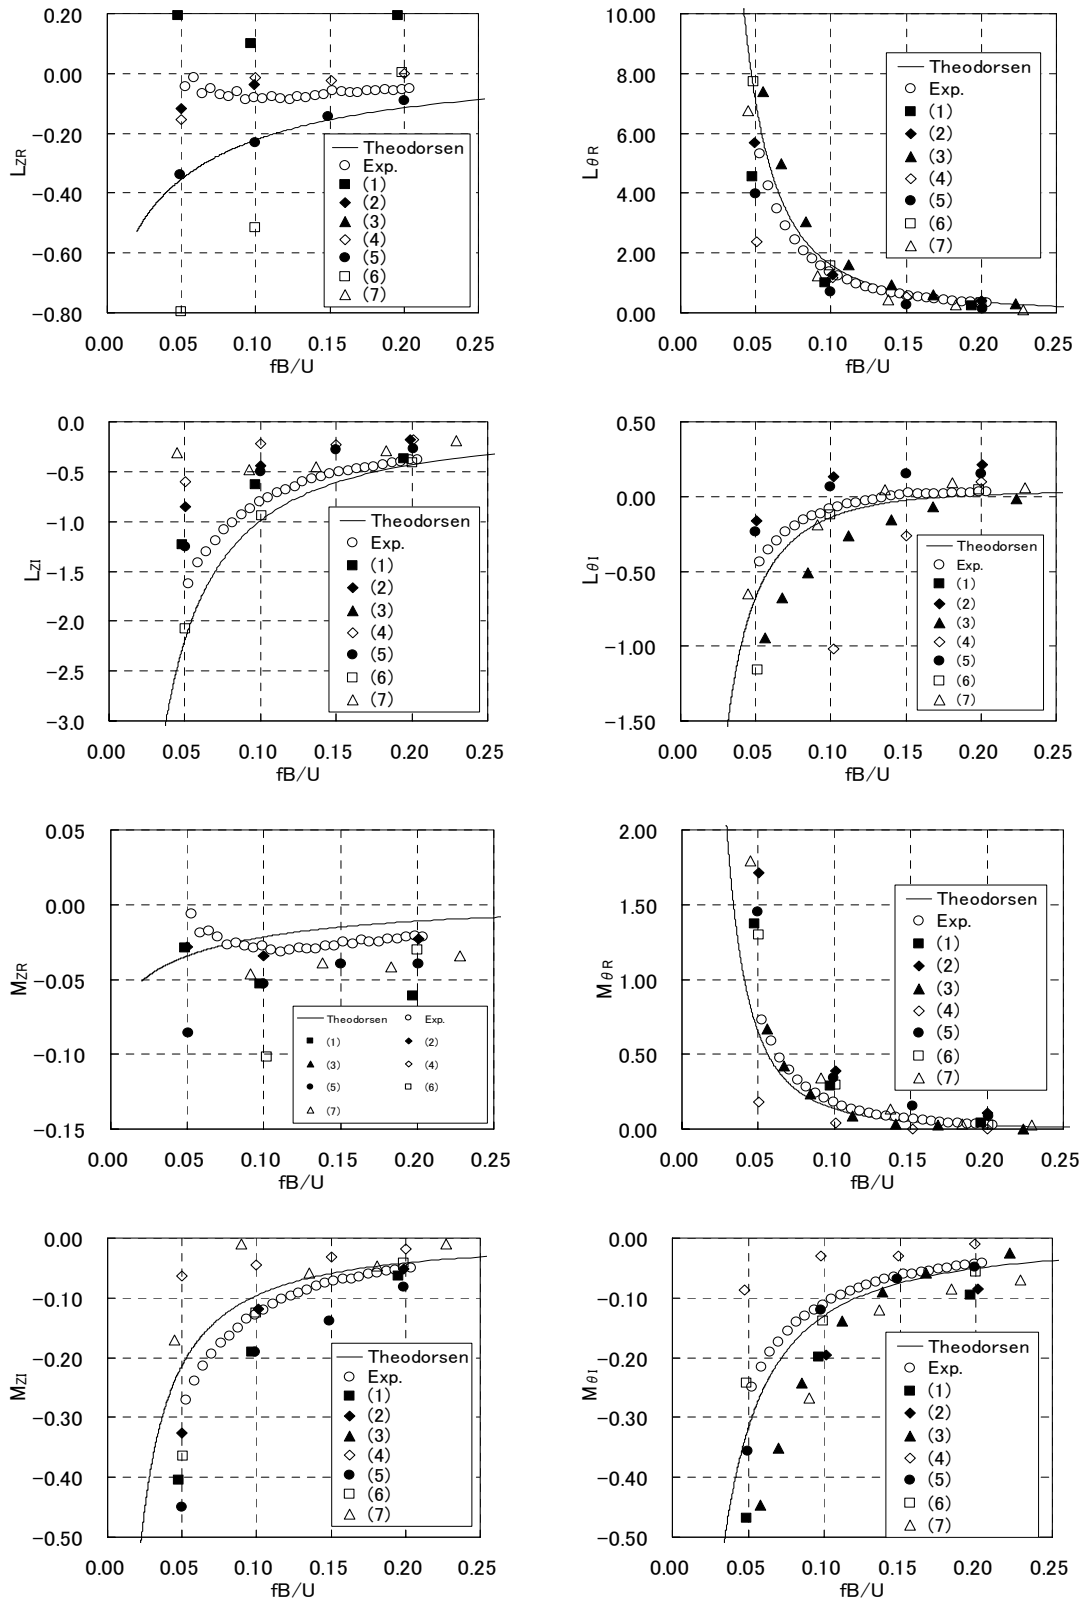 0.20
0.00
−0.20
−0.40
−0.60
−0.80
LZR
0.00 0.05 0.10 0.15 0.20 0.25
fB/U
Theodorsen
Exp.
(1)
(2)
(3)
(4)
(5)
(6)
(7)
10.00
8.00
6.00
4.00
2.00
0.00
LθR
0.00 0.05 0.10 0.15 0.20 0.25
fB/U
Theodorsen
Exp.
(1)
(2)
(3)
(4)
(5)
(6)
(7)
0.0
−0.5
−1.0
−1.5
−2.0
−2.5
−3.0
LZI
0.00 0.05 0.10 0.15 0.20 0.25
fB/U
Theodorsen
Exp.
(1)
(2)
(3)
(4)
(5)
(6)
(7)
0.50
0.00
−0.50
−1.00
−1.50
LθI
0.00 0.05 0.10 0.15 0.20 0.25
fB/U
Theodorsen
Exp.
(1)
(2)
(3)
(4)
(5)
(6)
(7)
0.05
0.00
−0.05
−0.10
−0.15
MZR
0.00 0.05 0.10 0.15 0.20 0.25
fB/U
Theodorsen Exp.
(1) (2)
(3) (4)
(5) (6)
(7)
2.00
1.50
1.00
0.50
0.00
MθR
0.00 0.05 0.10 0.15 0.20 0.25
fB/U
Theodorsen
Exp.
(1)
(2)
(3)
(4)
(5)
(6)
(7)
0.00
−0.10
−0.20
−0.30
−0.40
−0.50
MZI
0.00 0.05 0.10 0.15 0.20 0.25
fB/U
Theodorsen
Exp.
(1)
(2)
(3)
(4)
(5)
(6)
(7)
0.00
−0.10
−0.20
−0.30
−0.40
−0.50
MθI
0.00 0.05 0.10 0.15 0.20 0.25
fB/U
Theodorsen
Exp.
(1)
(2)
(3)
(4)
(5)
(6)
(7)